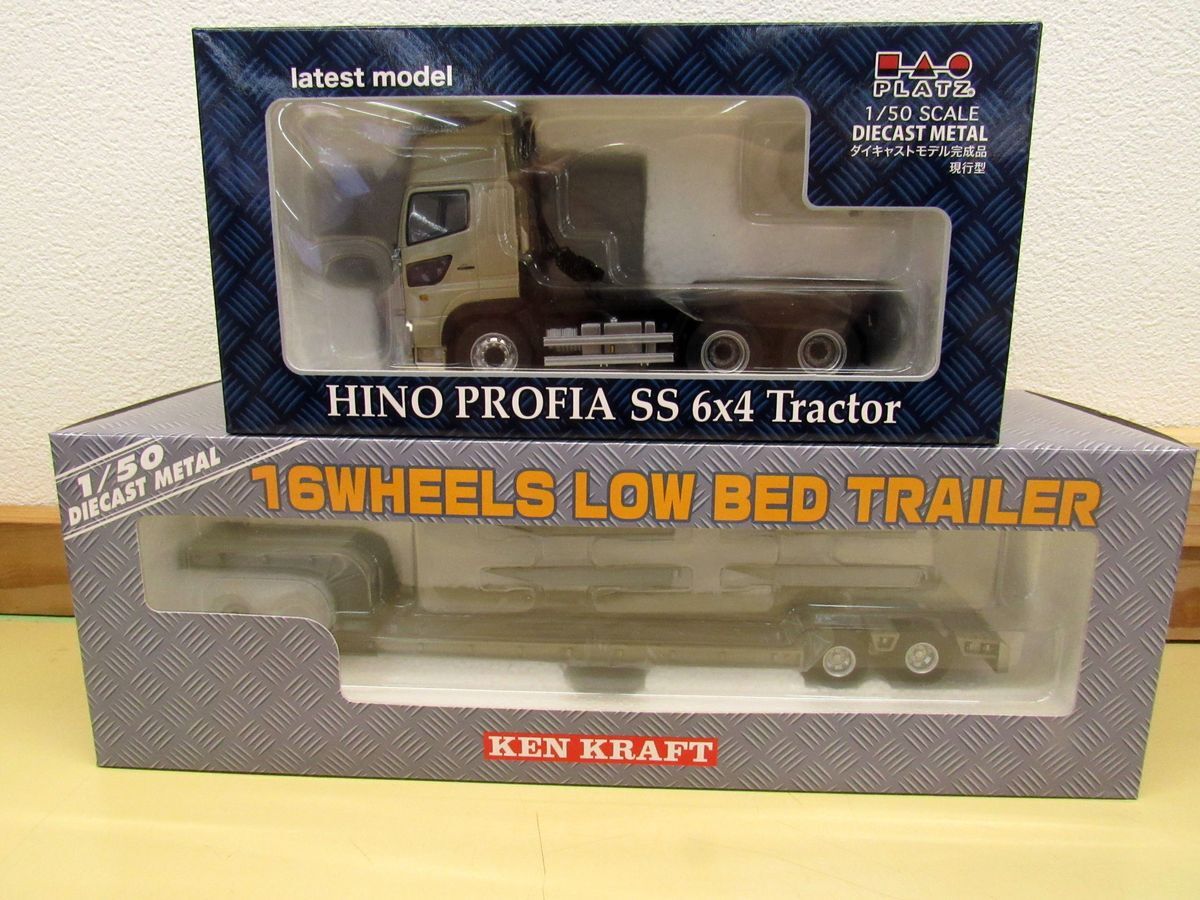 latest model
PLATZ®
1/50 SCALE
DIECAST METAL
ダイキャストモデル完成品
現行型
HINO PROFIA SS 6x4 Tractor
1/50
DIECAST METAL
16WHEELS LOW BED TRAILER
KEN KRAFT